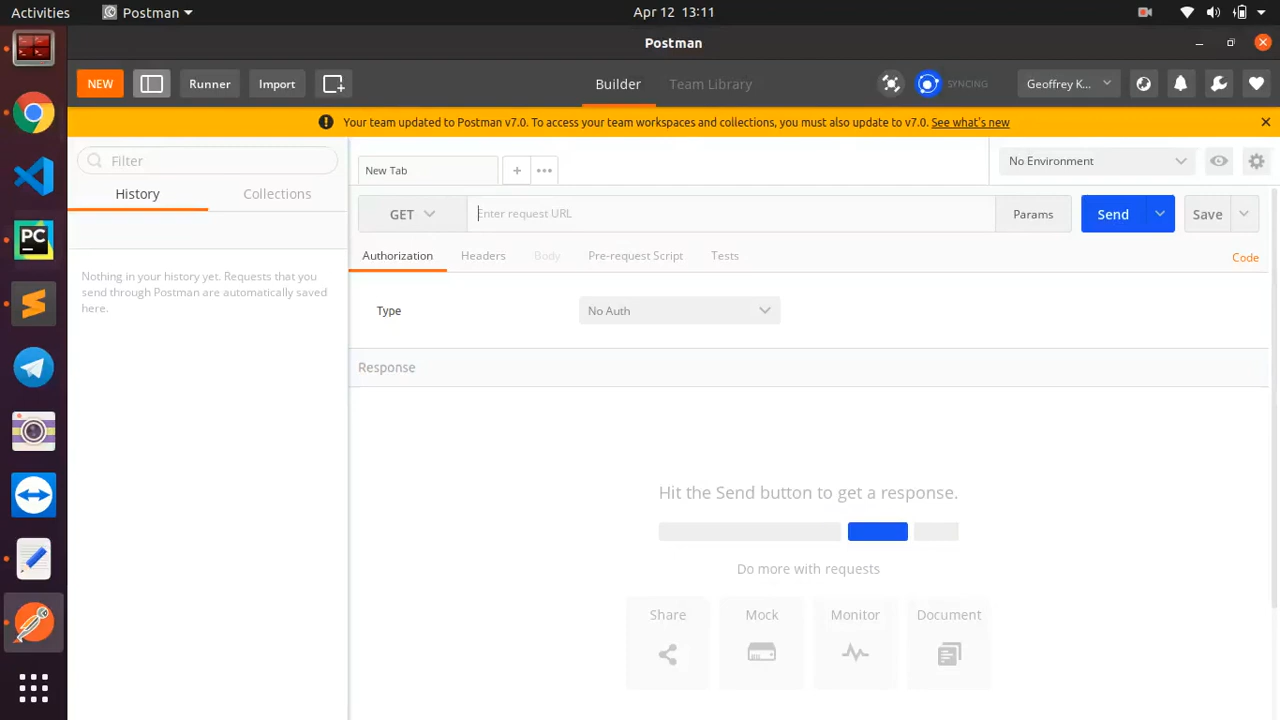 Activities
Postman
Apr 12 13:11
Postman
NEW
Runner
Import
Builder
Team Library
SYNCING
Geoffrey K...
Your team updated to Postman v7.0. To access your team workspaces and collections, you must also update to v7.0. See what's new
Filter
History
Collections
Nothing in your history yet. Requests that you
send through Postman are automatically saved
here.
New Tab
No Environment
GET
Enter request URL
Params
Send
Save
Authorization
Headers
Body
Pre-request Script
Tests
Code
Type
No Auth
Response
Hit the Send button to get a response.
Do more with requests
Share
Mock
Monitor
Document
PC